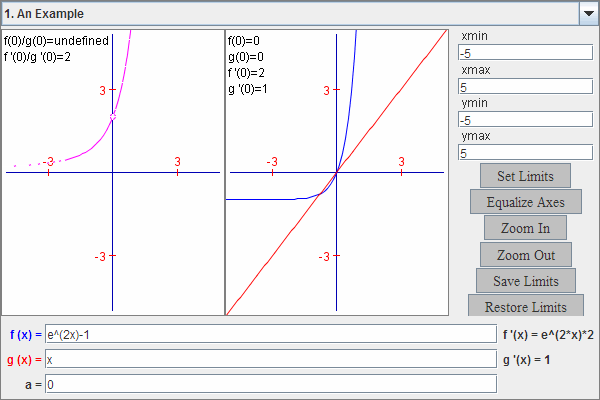 1. An Example
f(0)/g(0)=undefined
f '(0)/g '(0)=2
3
-3
3
-3
f(0)=0
g(0)=0
f '(0)=2
g '(0)=1
3
-3
3
-3
xmin
-5
xmax
5
ymin
-5
ymax
5
Set Limits
Equalize Axes
Zoom In
Zoom Out
Save Limits
Restore Limits
f (x) = e^(2x)-1 f '(x) = e^(2*x)*2
g (x) = x g '(x) = 1
a = 0